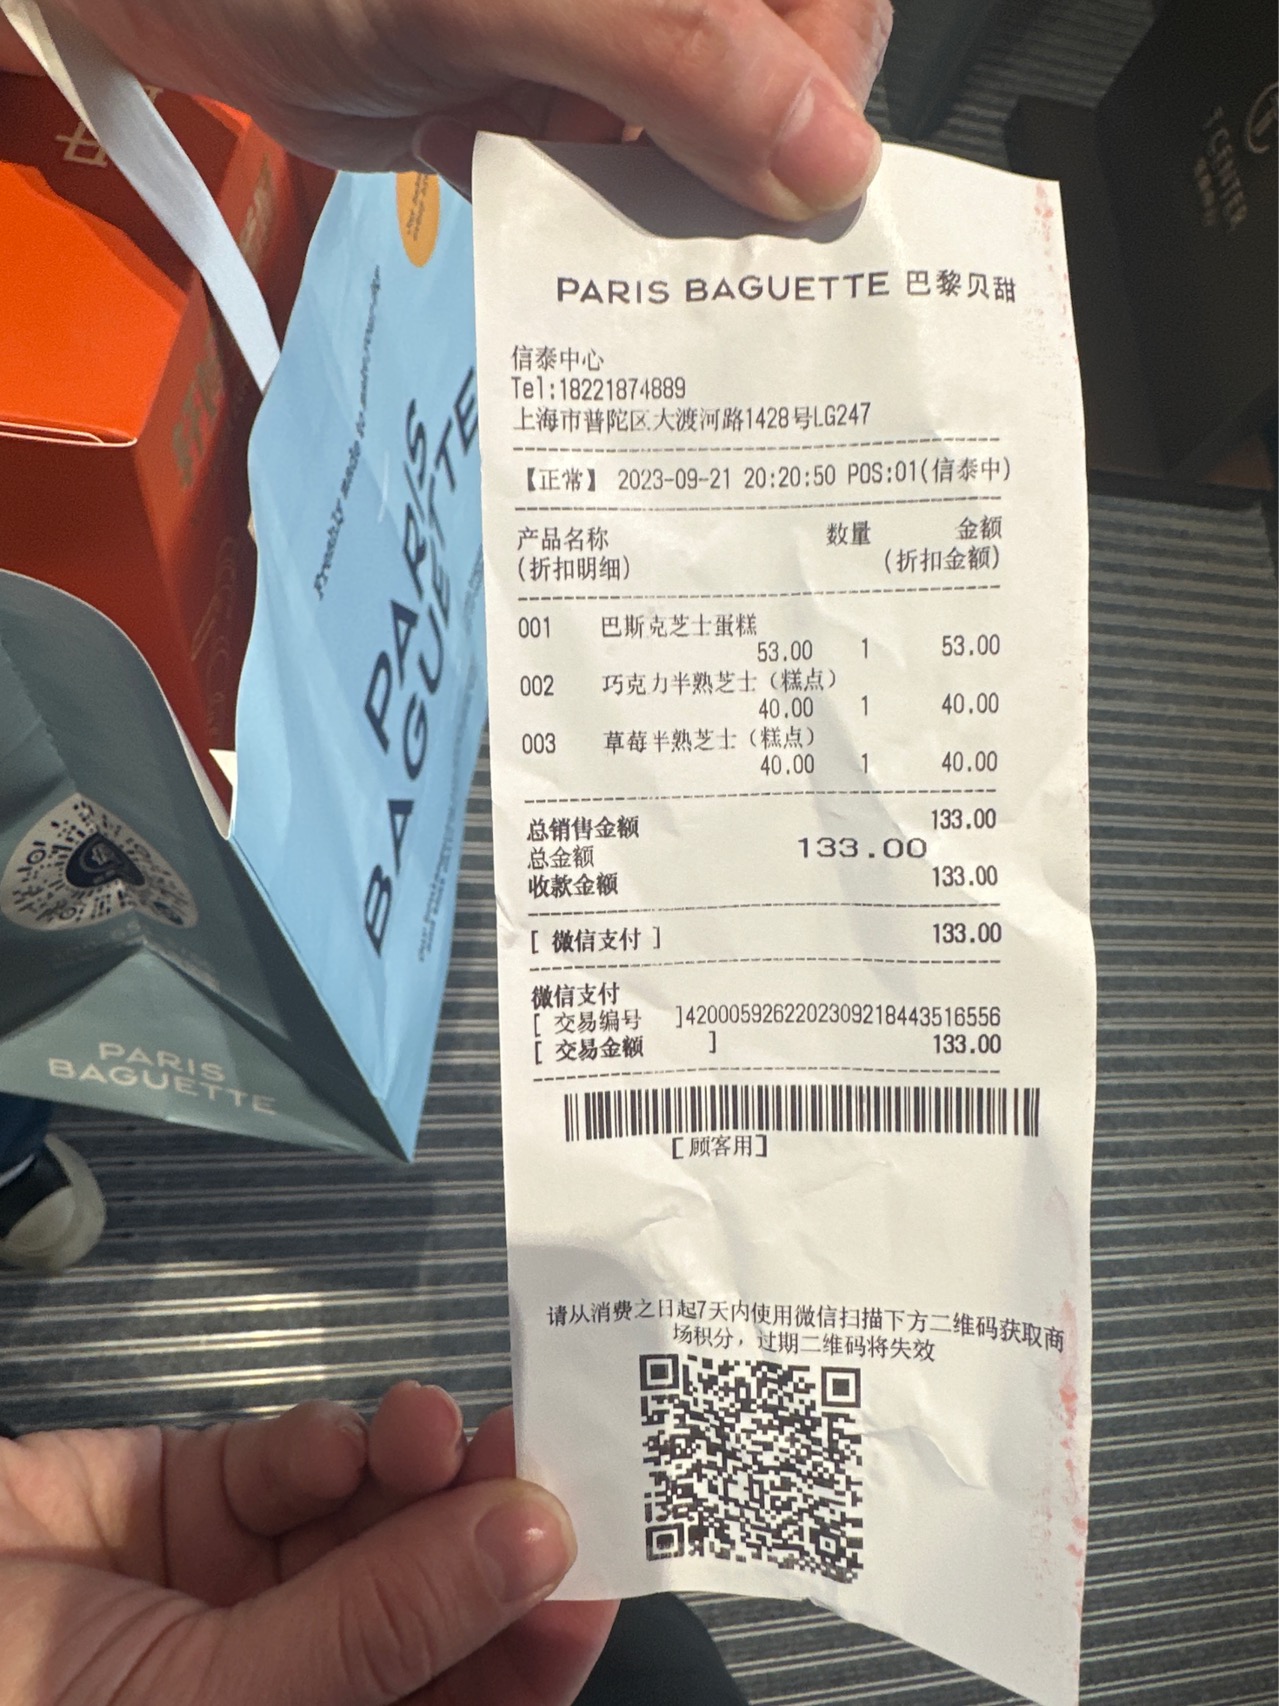 PARIS BAGUETTE 巴黎贝甜
信泰中心
Tel:18221874889
上海市普陀区大渡河路1428号LG247
【正常】 2023-09-21 20:20:50 POS:01(信泰中)
产品名称 数量 金额
(折扣明细) (折扣金额)
001 巴斯克芝士蛋糕
53.00 1 53.00
002 巧克力半熟芝士（糕点）
40.00 1 40.00
003 草莓半熟芝士（糕点）
40.00 1 40.00
总销售金额 133.00
总金额 133.00
收款金额 133.00
[ 微信支付 ] 133.00
微信支付
[ 交易编号 ]4200059262202309218443516556
[ 交易金额 ] 133.00
[ 顾客用]
请从消费之日起7天内使用微信扫描下方二维码获取商
场积分，过期二维码将失效
Freshly made to
PARIS
BAGUETTE
PARIS
BAGUETTE
T CENTER